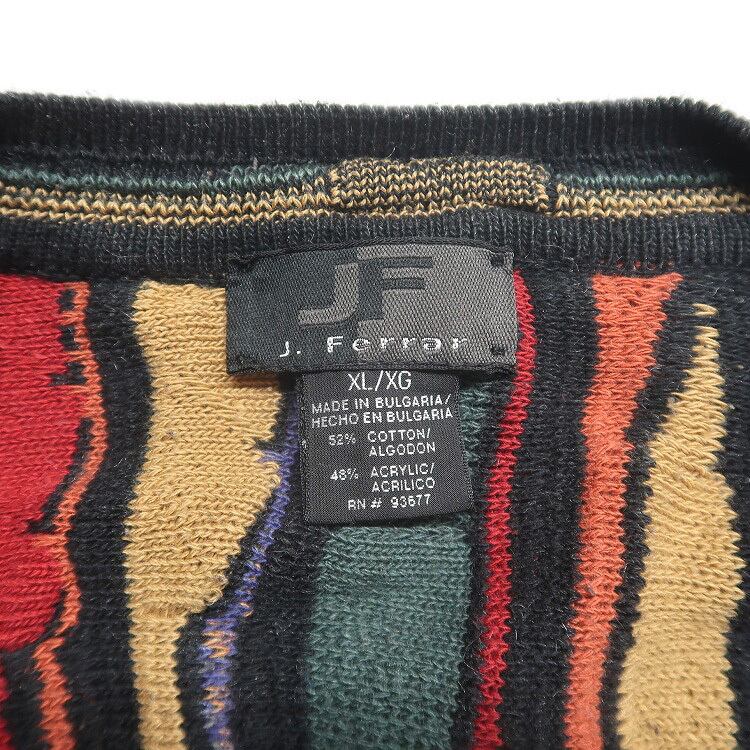 JF
J. Ferrar
XL/XG
MADE IN BULGARIA/
HECHO EN BULGARIA
52% COTTON/
ALGODON
48% ACRYLIC/
ACRILICO
RN # 93677